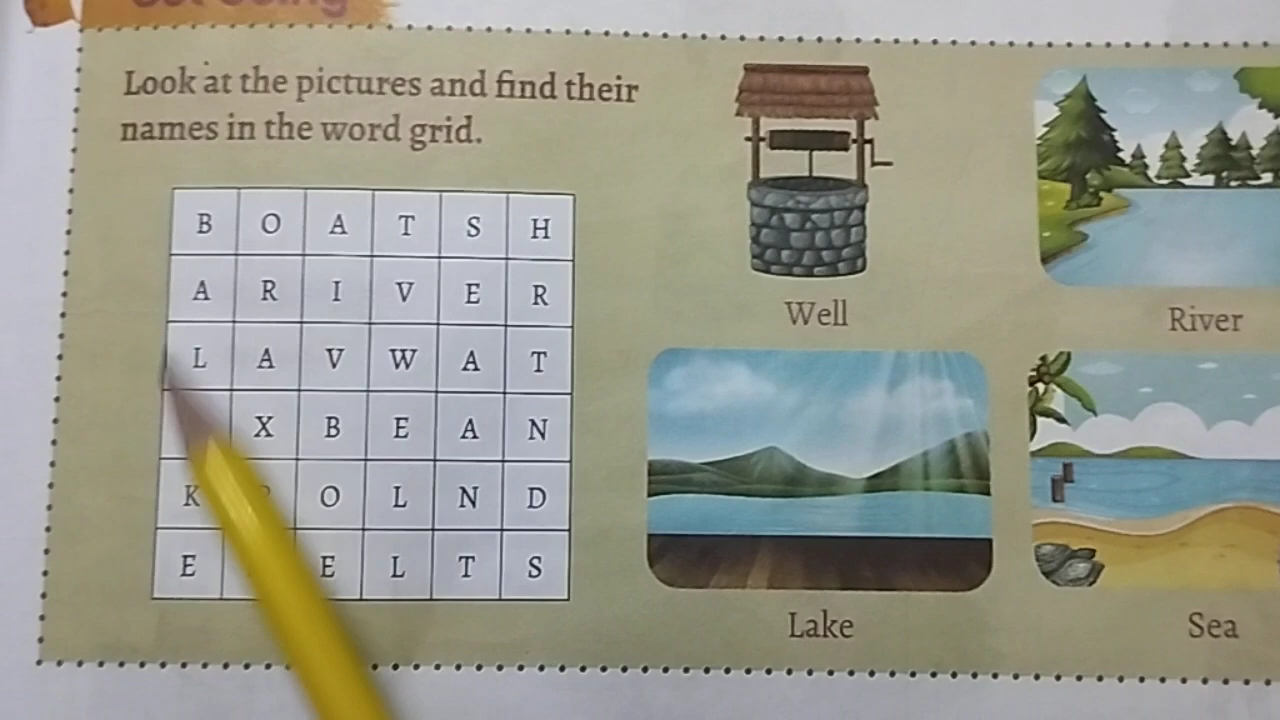 Look at the pictures and find their
names in the word grid.
B O A T S H
A R I V E R
L A V W A T
X B E A N
K O L N D
E E L T S
Well
River
Lake
Sea